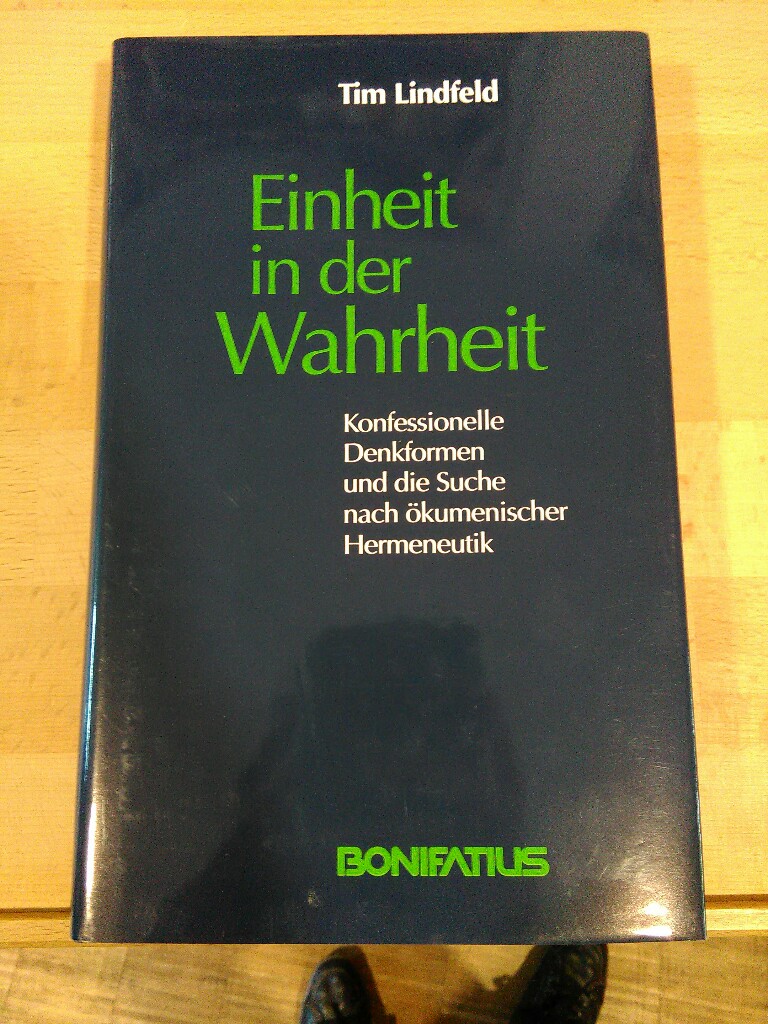 Tim Lindfeld
Einheit
in der
Wahrheit
Konfessionelle
Denkformen
und die Suche
nach ökumenischer
Hermeneutik
BONIFATIUS